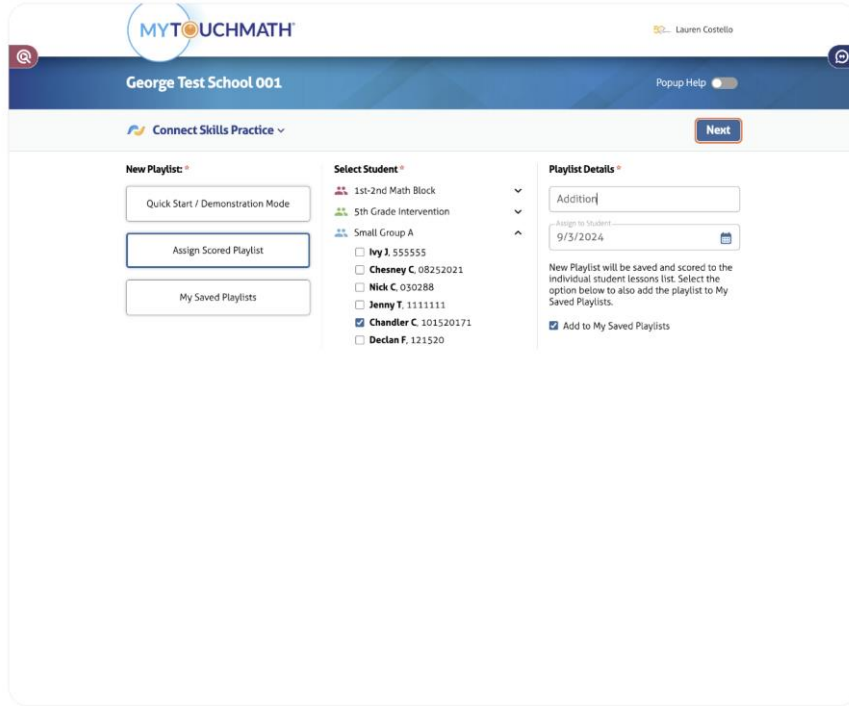 MYTOUCHMATH
Lauren Costello
George Test School 001
Popup Help
Connect Skills Practice
Next
New Playlist: *
Quick Start / Demonstration Mode
Assign Scored Playlist
My Saved Playlists
Select Student *
1st-2nd Math Block
5th Grade Intervention
Small Group A
Ivy J, 555555
Chesney C, 08252021
Nick C, 030288
Jenny T, 1111111
Chandler C, 101520171
Declan F, 121520
Playlist Details *
Addition
Assign to Student
9/3/2024
New Playlist will be saved and scored to the
individual student lessons list. Select the
option below to also add the playlist to My
Saved Playlists.
Add to My Saved Playlists